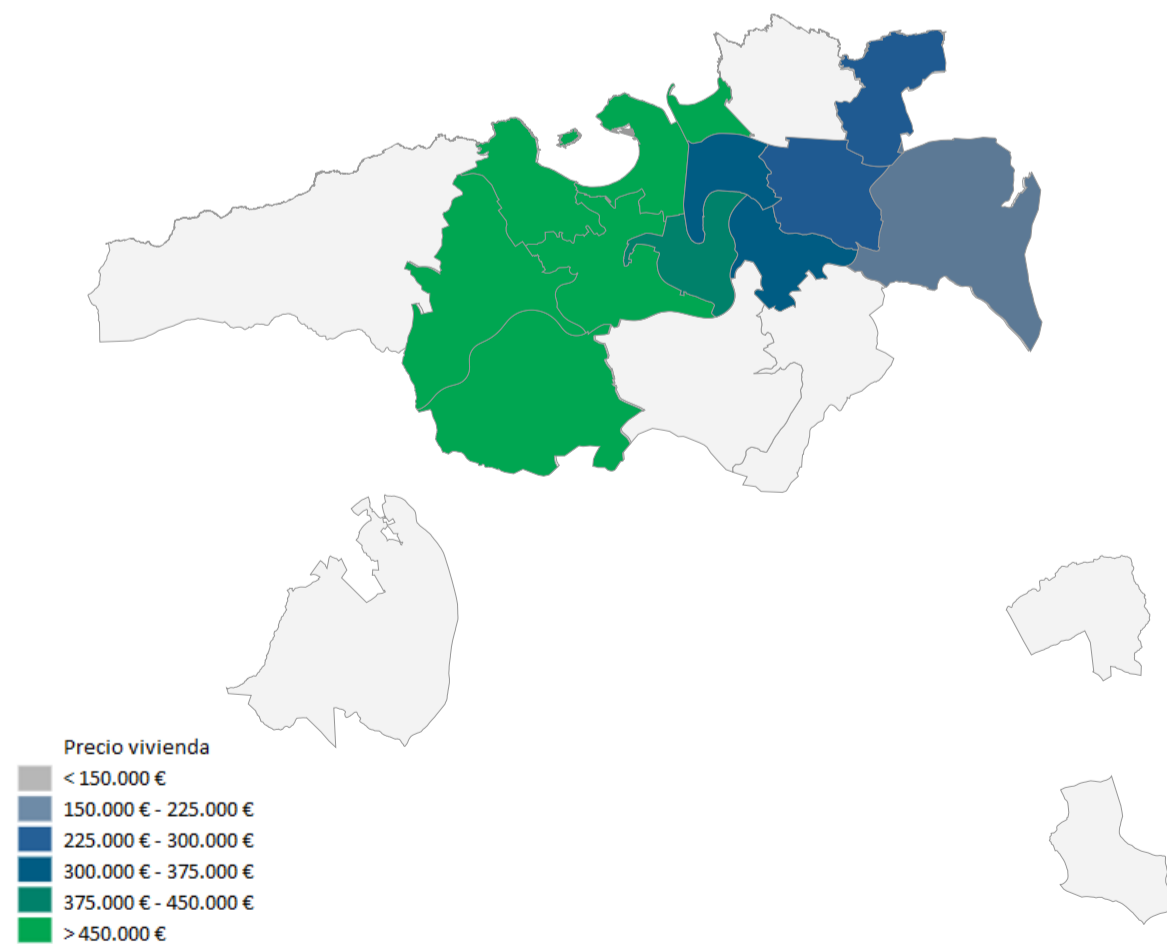 Precio vivienda
< 150.000 €
150.000 € - 225.000 €
225.000 € - 300.000 €
300.000 € - 375.000 €
375.000 € - 450.000 €
> 450.000 €